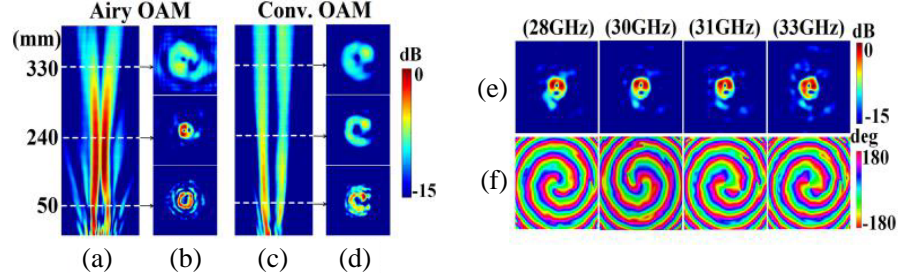 Airy OAM Conv. OAM
(mm) dB
330 0
240
50 -15
(a) (b) (c) (d)
(28GHz) (30GHz) (31GHz) (33GHz) dB
(e) 0
-15
deg
(f) 180
-180